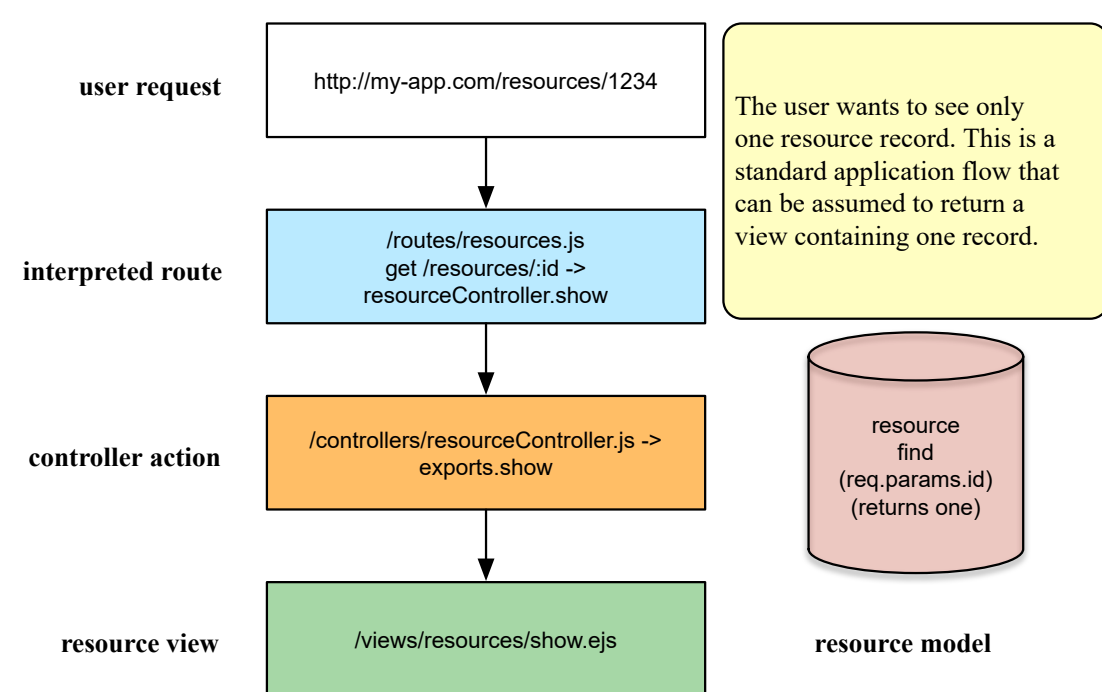 user request
http://my-app.com/resources/1234
The user wants to see only
one resource record. This is a
standard application flow that
can be assumed to return a
view containing one record.
interpreted route
/routes/resources.js
get /resources/:id ->
resourceController.show
controller action
/controllers/resourceController.js ->
exports.show
resource
find
(req.params.id)
(returns one)
resource view
/views/resources/show.ejs
resource model